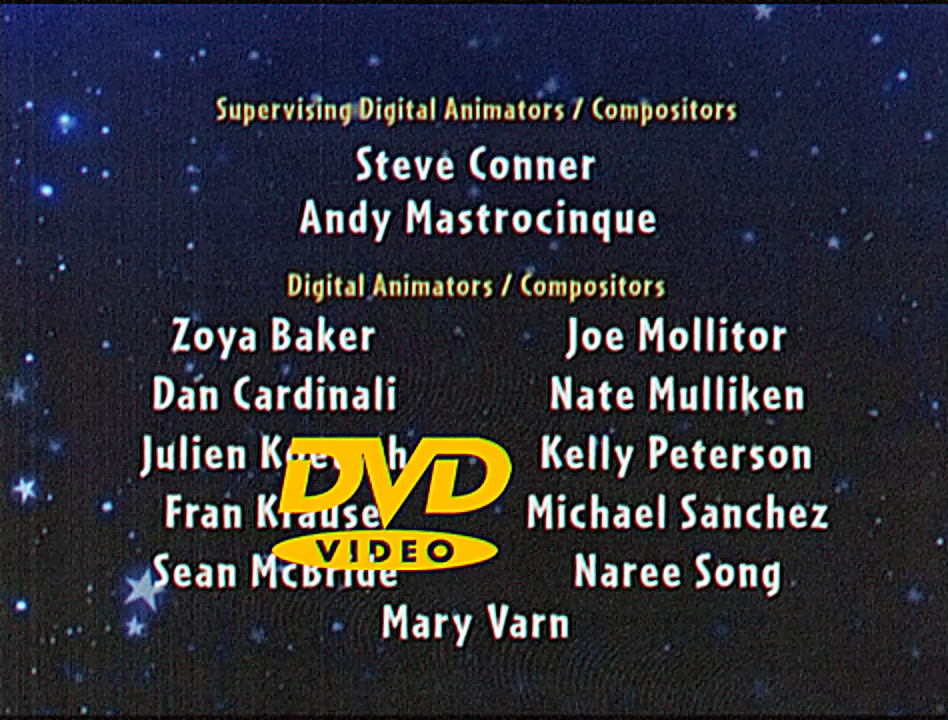 Supervising Digital Animators / Compositors
Steve Conner
Andy Mastrocinque
Digital Animators / Compositors
Zoya Baker Joe Mollitor
Dan Cardinali Nate Mulliken
Julien Kelly Peterson
Fran Krause Michael Sanchez
Sean McBride Naree Song
DVD
VIDEO
Mary Varn